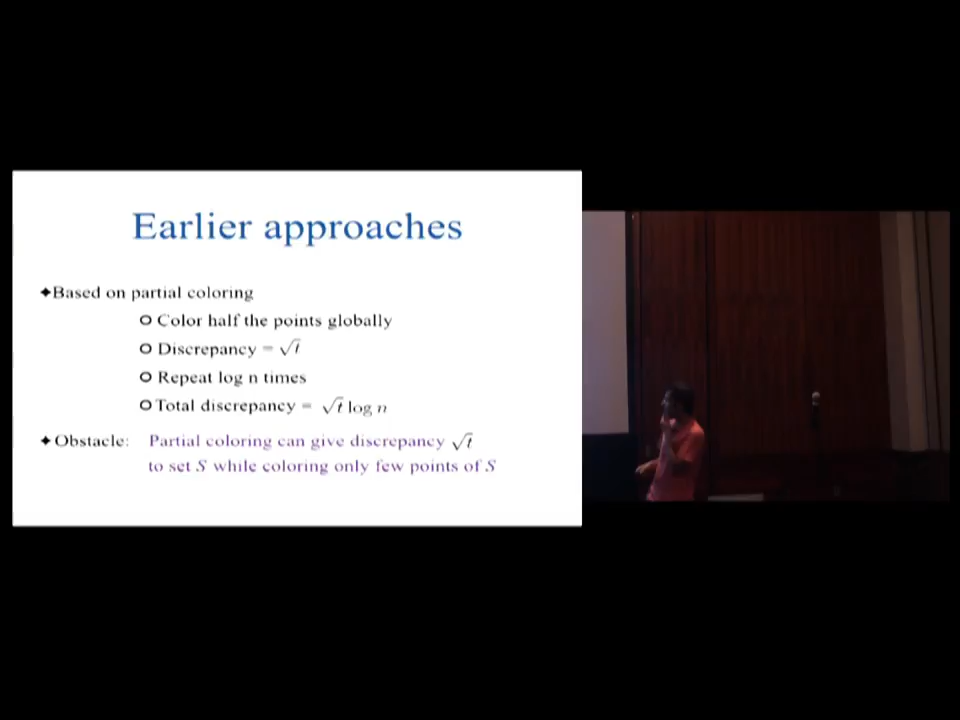 Earlier approaches
✦Based on partial coloring
O Color half the points globally
O Discrepancy = √t
O Repeat log n times
O Total discrepancy = √t log n
✦Obstacle: Partial coloring can give discrepancy √t
to set S while coloring only few points of S